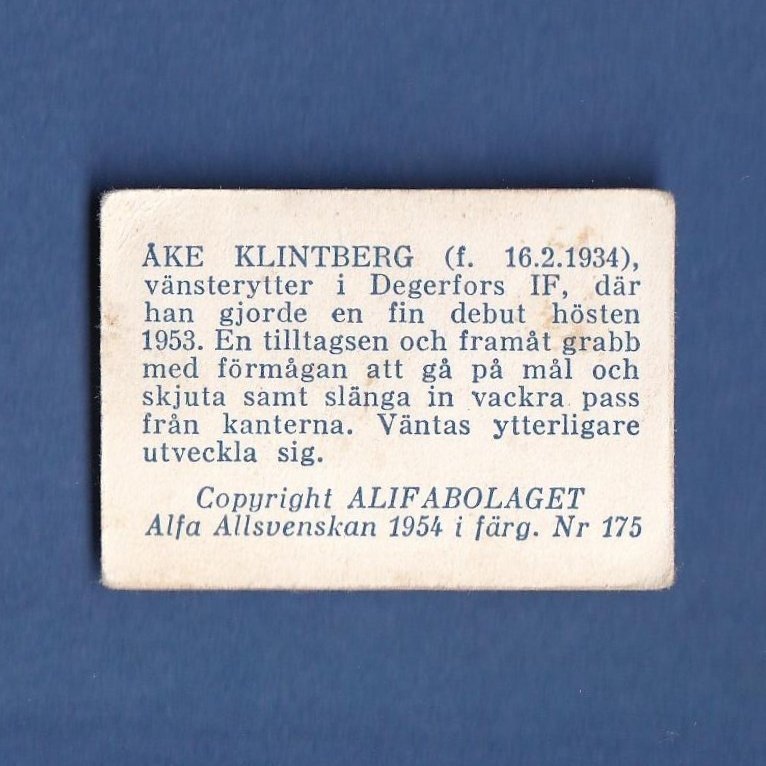 ÅKE KLINTBERG (f. 16.2.1934),
vänsterytter i Degerfors IF, där
han gjorde en fin debut hösten
1953. En tilltagsen och framåt grabb
med förmågan att gå på mål och
skjuta samt slänga in vackra pass
från kanterna. Väntas ytterligare
utveckla sig.
Copyright ALIFABOLAGET
Alfa Allsvenskan 1954 i färg. Nr 175